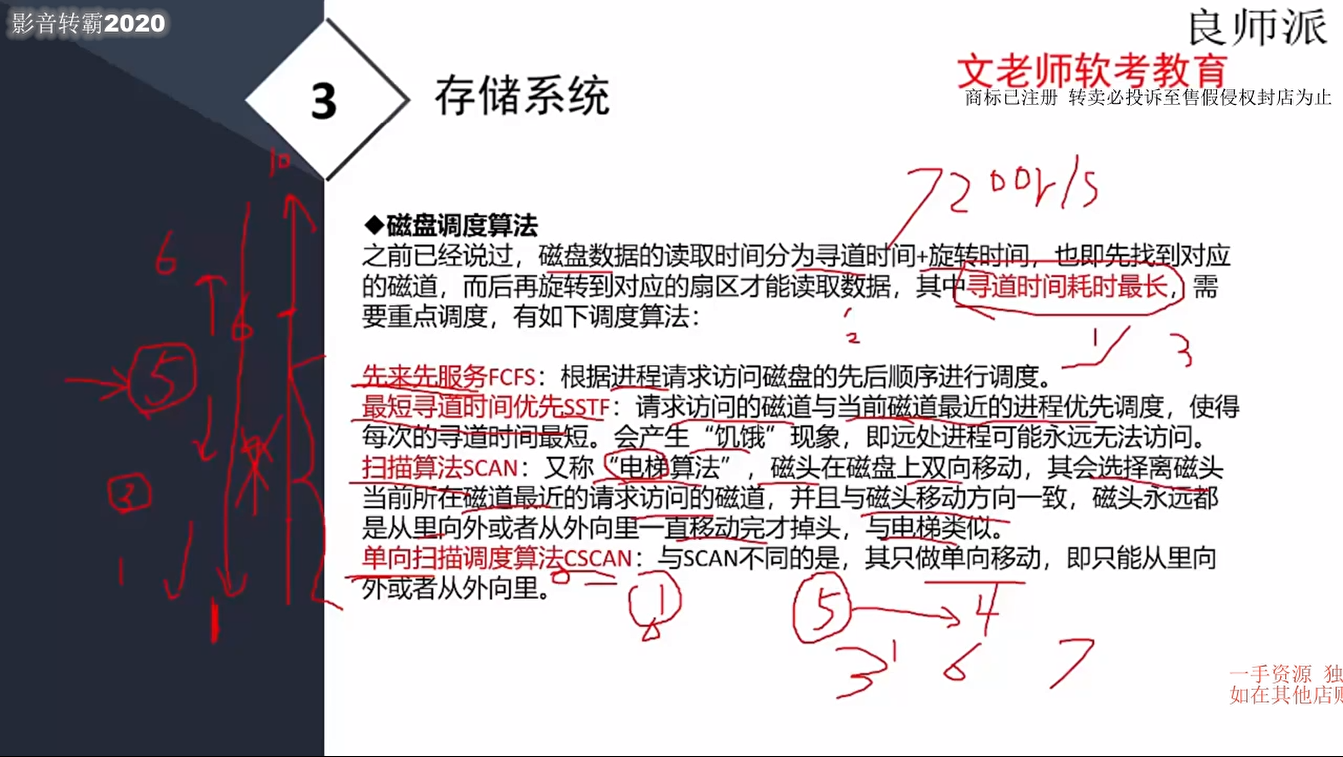 影音转霸2020
良师派
文老师软考教育
商标已注册 转卖必投诉至售假侵权封店为止
3
存储系统
10
7200r/s
◆磁盘调度算法
之前已经说过，磁盘数据的读取时间分为寻道时间+旋转时间，也即先找到对应
的磁道，而后再旋转到对应的扇区才能读取数据，其中寻道时间耗时最长，需
要重点调度，有如下调度算法：
6
6
2
1
3
5
先来先服务FCFS：根据进程请求访问磁盘的先后顺序进行调度。
最短寻道时间优先SSTF：请求访问的磁道与当前磁道最近的进程优先调度，使得
每次的寻道时间最短。会产生“饥饿”现象，即远处进程可能永远无法访问。
扫描算法SCAN：又称“电梯算法”，磁头在磁盘上双向移动，其会选择离磁头
当前所在磁道最近的请求访问的磁道，并且与磁头移动方向一致，磁头永远都
是从里向外或者从外向里一直移动完才掉头，与电梯类似。
单向扫描调度算法CSCAN：与SCAN不同的是，其只做单向移动，即只能从里向
外或者从外向里。
1
1
1
5
4
3
1
6
7
一手资源 独
如在其他店购